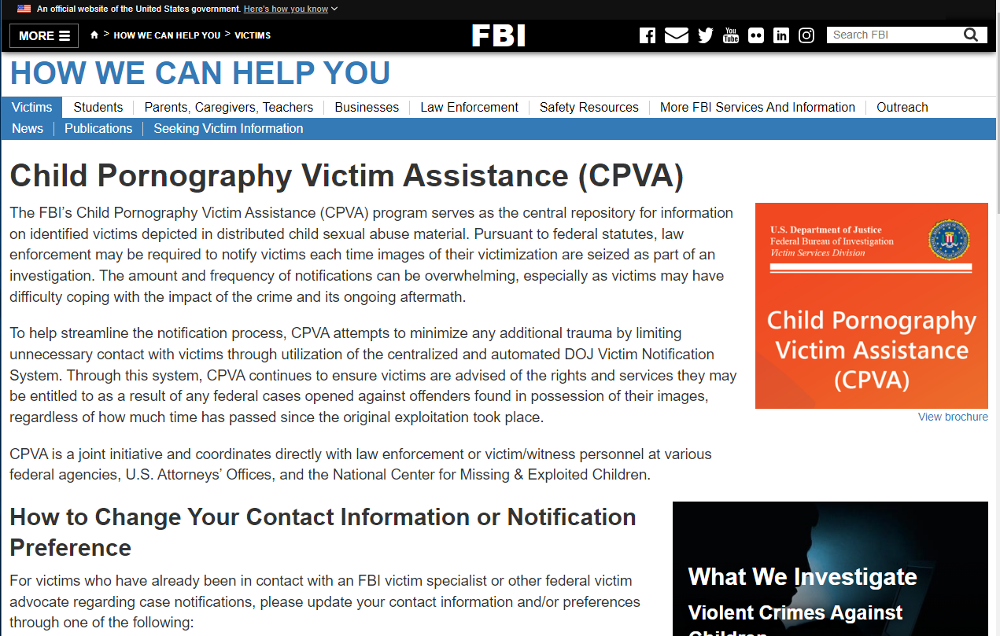 An official website of the United States government. Here's how you know
MORE
> HOW WE CAN HELP YOU > VICTIMS
FBI
You Tube
Search FBI
HOW WE CAN HELP YOU
Victims Students Parents, Caregivers, Teachers Businesses Law Enforcement Safety Resources More FBI Services And Information Outreach
News Publications Seeking Victim Information
Child Pornography Victim Assistance (CPVA)
The FBI's Child Pornography Victim Assistance (CPVA) program serves as the central repository for information
on identified victims depicted in distributed child sexual abuse material. Pursuant to federal statutes, law
enforcement may be required to notify victims each time images of their victimization are seized as part of an
investigation. The amount and frequency of notifications can be overwhelming, especially as victims may have
difficulty coping with the impact of the crime and its ongoing aftermath.
To help streamline the notification process, CPVA attempts to minimize any additional trauma by limiting
unnecessary contact with victims through utilization of the centralized and automated DOJ Victim Notification
System. Through this system, CPVA continues to ensure victims are advised of the rights and services they may
be entitled to as a result of any federal cases opened against offenders found in possession of their images,
regardless of how much time has passed since the original exploitation took place.
CPVA is a joint initiative and coordinates directly with law enforcement or victim/witness personnel at various
federal agencies, U.S. Attorneys' Offices, and the National Center for Missing & Exploited Children.
U.S. Department of Justice
Federal Bureau of Investigation
Victim Services Division
Child Pornography
Victim Assistance
(CPVA)
View brochure
How to Change Your Contact Information or Notification
Preference
For victims who have already been in contact with an FBI victim specialist or other federal victim
advocate regarding case notifications, please update your contact information and/or preferences
through one of the following:
What We Investigate
Violent Crimes Against
Children